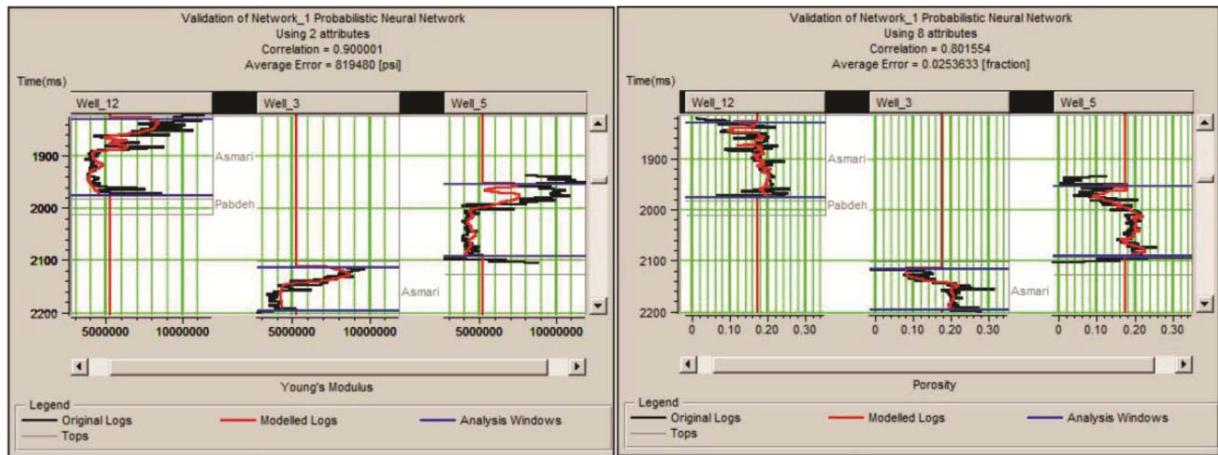 Validation of Network_1 Probabilistic Neural Network
Using 2 attributes
Correlation = 0.900001
Average Error = 819480 [psi]
Time(ms)
Well_12 Well_3 Well_5
1900
2000
2100
2200
Asmari
Pabdeh
Asmari
5000000 10000000 5000000 10000000 5000000 10000000
Young's Modulus
Legend
Original Logs Modelled Logs Analysis Windows
Tops
Validation of Network_1 Probabilistic Neural Network
Using 8 attributes
Correlation = 0.801554
Average Error = 0.0253633 [fraction]
Time(ms)
Well_12 Well_3 Well_5
1900
2000
2100
2200
Asmari
Pabdeh
Asmari
0 0.10 0.20 0.30 0 0.10 0.20 0.30 0 0.10 0.20 0.30
Porosity
Legend
Original Logs Modelled Logs Analysis Windows
Tops